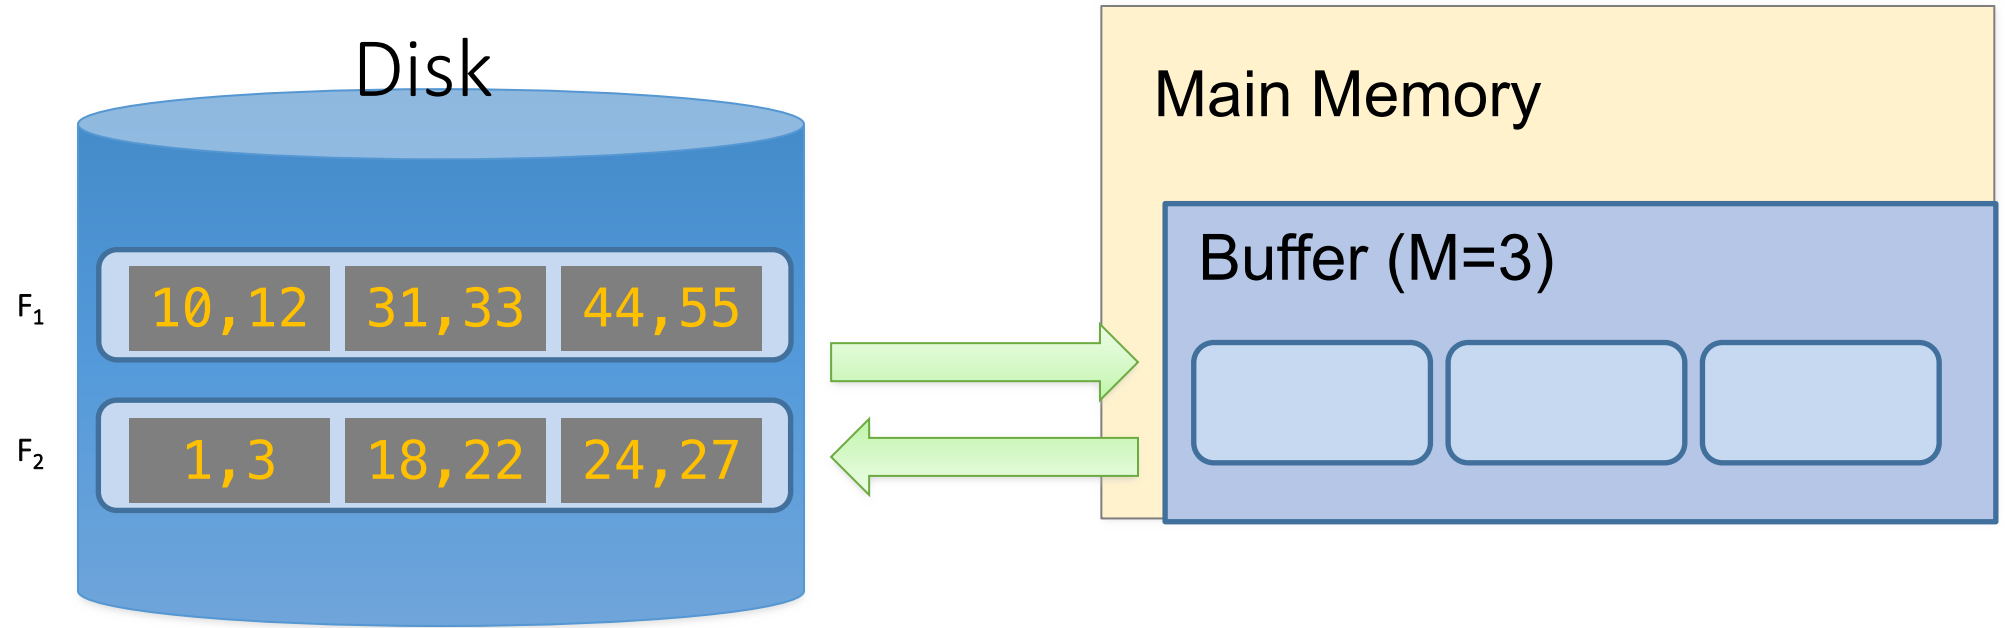 Disk
Main Memory
Buffer (M=3)
F1 10,12 31,33 44,55
F2 1,3 18,22 24,27